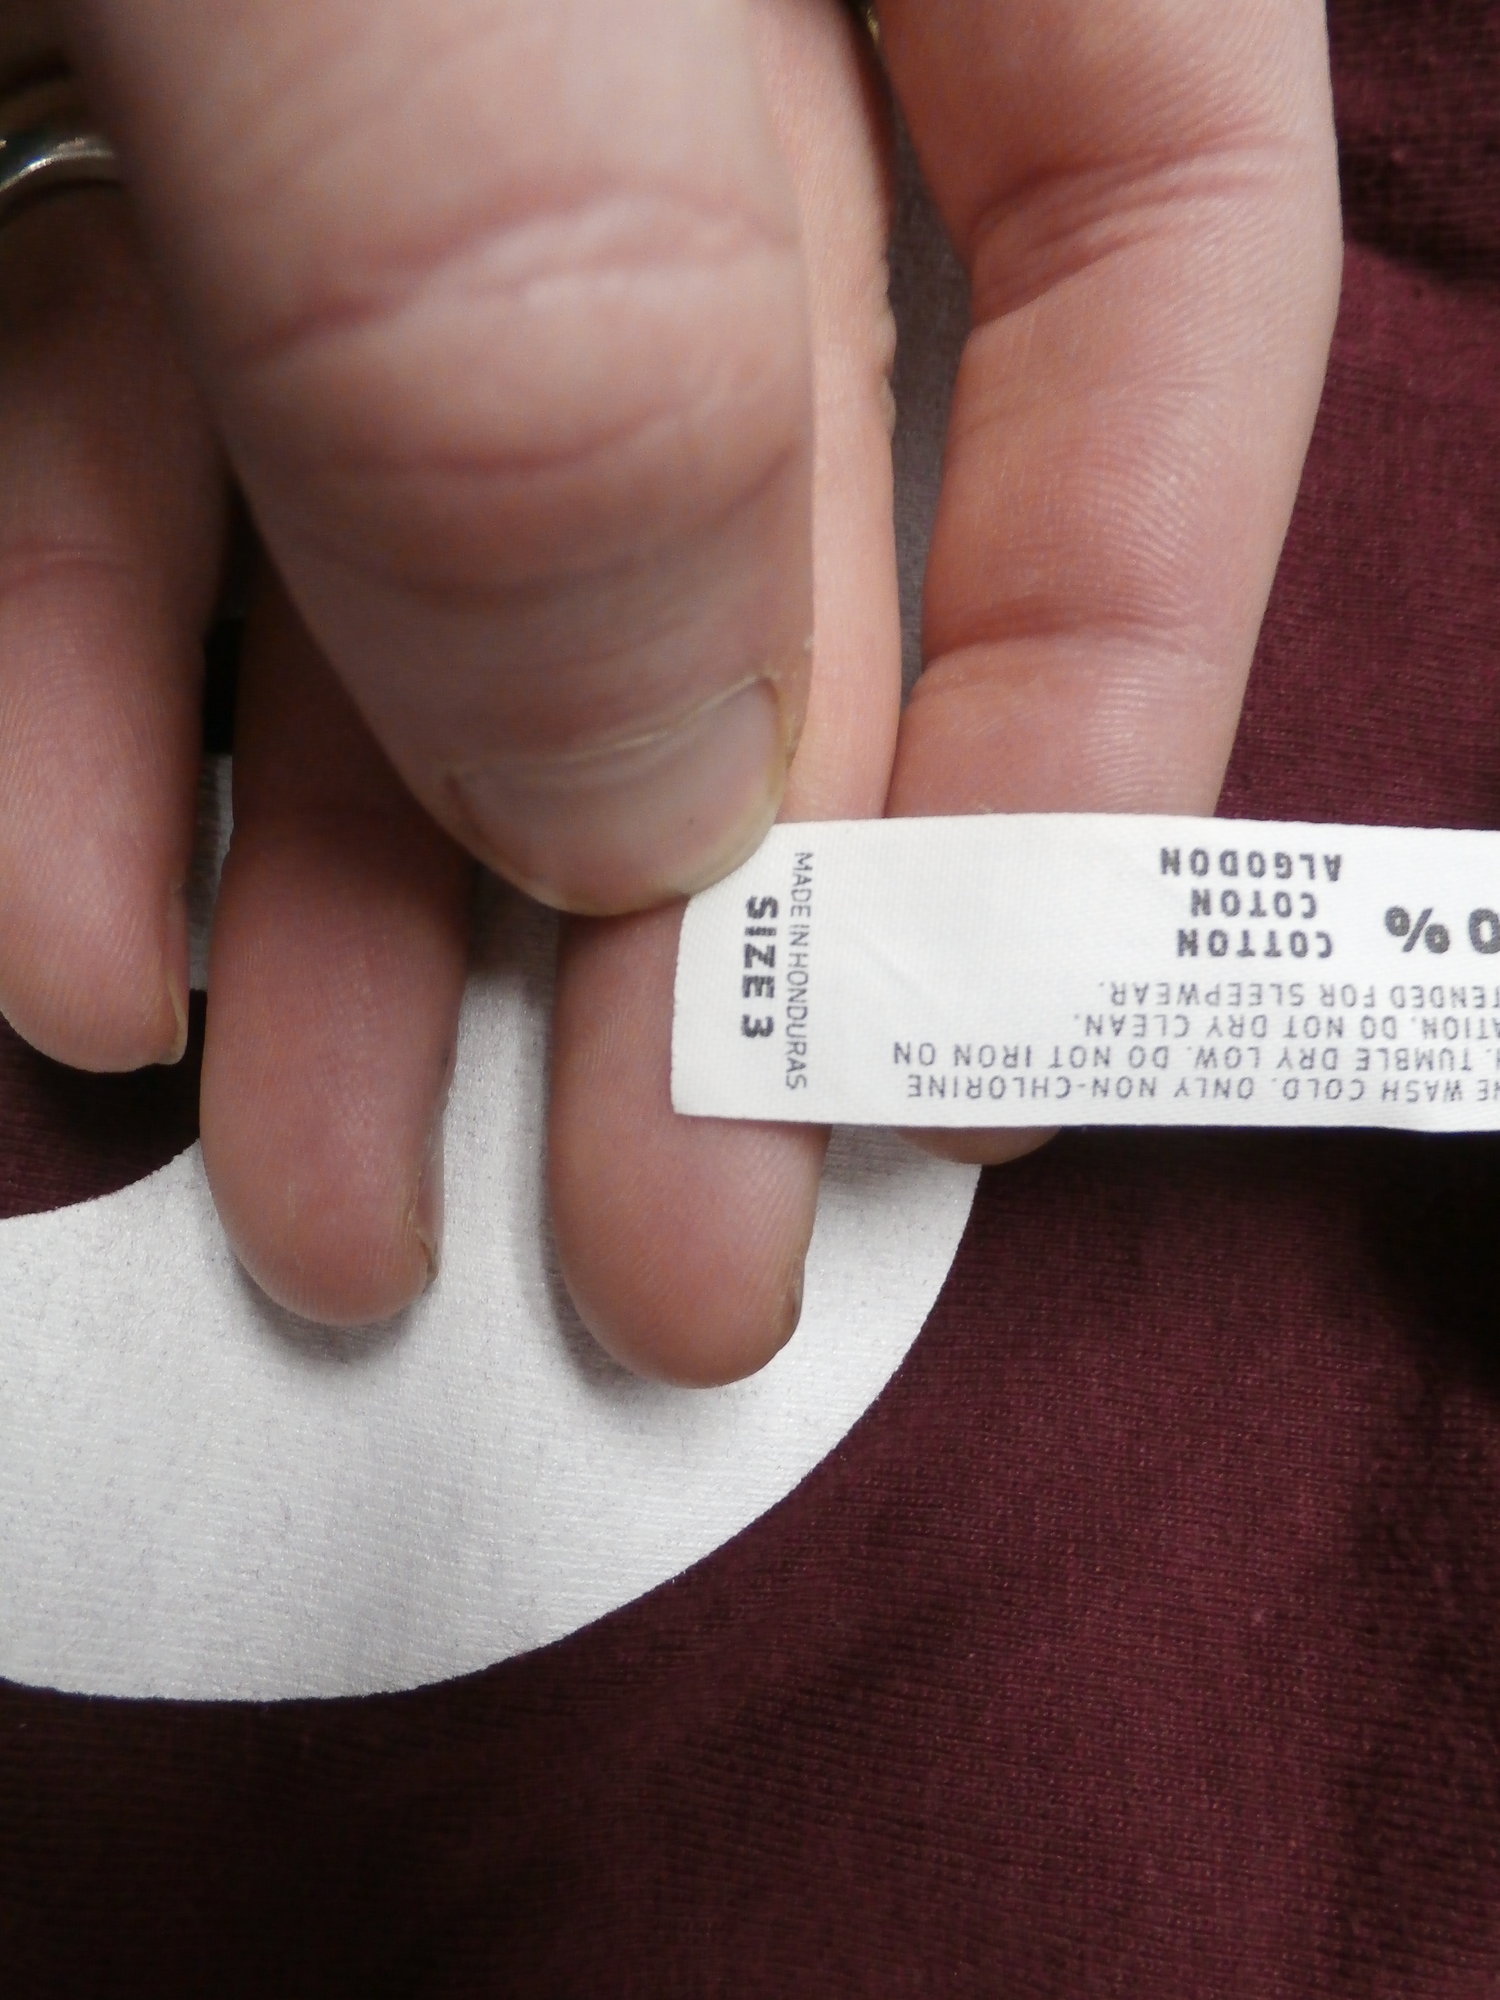 MADE IN HONDURAS
SIZE 3
WASH COLD. ONLY NON-CHLORINE
TUMBLE DRY LOW. DO NOT IRON ON
DO NOT DRY CLEAN.
FOR SLEEPWEAR.
0%
COTTON
COTON
ALGODON